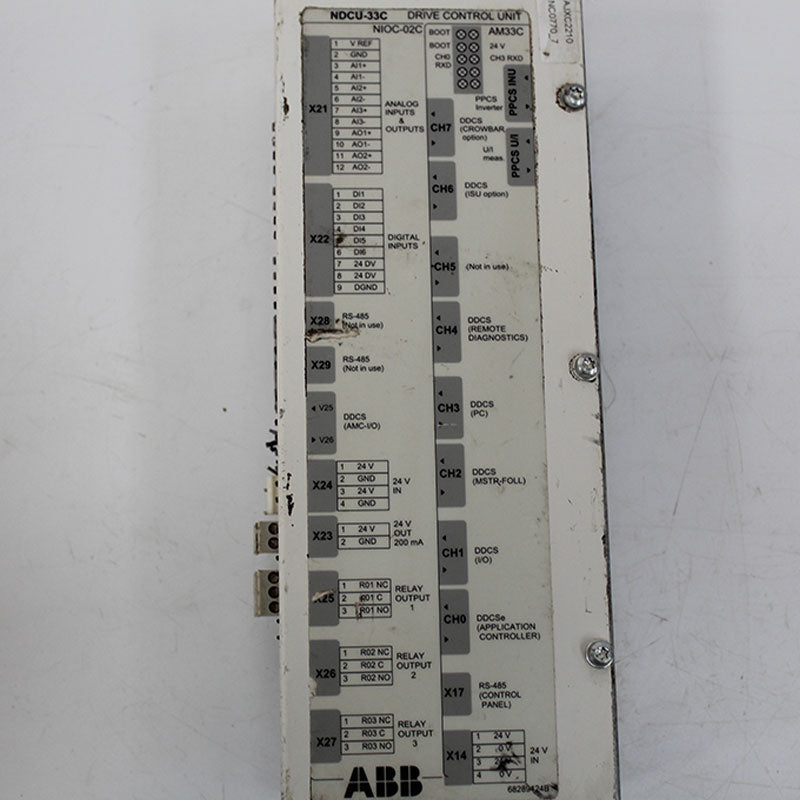 NDCU-33C DRIVE CONTROL UNIT
NIOC-02C
AM33C
AIXC2210
NC0770_7
X21
1 V REF
2 GND
3 AI1+
4 AI1-
5 AI2+
6 AI2-
7 AI3+
8 AI3-
9 AO1+
10 AO1-
11 AO2+
12 AO2-
ANALOG
INPUTS
&
OUTPUTS
X22
1 DI1
2 DI2
3 DI3
4 DI4
5 DI5
6 DI6
7 24 DV
8 24 DV
9 DGND
DIGITAL
INPUTS
X28
RS-485
(Not in use)
X29
RS-485
(Not in use)
V25
V26
DDCS
(AMC-I/O)
X24
1 24 V
2 GND
3 24 V
4 GND
24 V
IN
X23
1 24 V
2 GND
24 V
OUT
200 mA
X25
1 R01 NC
2 R01 C
3 R01 NO
RELAY
OUTPUT
1
X26
1 R02 NC
2 R02 C
3 R02 NO
RELAY
OUTPUT
2
X27
1 R03 NC
2 R03 C
3 R03 NO
RELAY
OUTPUT
3
ABB
BOOT
BOOT
CH0
RXD
24 V
CH3 RXD
PPCS INU
PPCS
Inverter
PPCS U/I
U/I
meas.
CH7
DDCS
(CROWBAR
option)
CH6
DDCS
(ISU option)
CH5
(Not in use)
CH4
DDCS
(REMOTE
DIAGNOSTICS)
CH3
DDCS
(PC)
CH2
DDCS
(MSTR-FOLL)
CH1
DDCS
(I/O)
CH0
DDCSe
(APPLICATION
CONTROLLER)
X17
RS-485
(CONTROL
PANEL)
X14
1 24 V
2 0 V
3
4 0 V
24 V
IN
68289424B